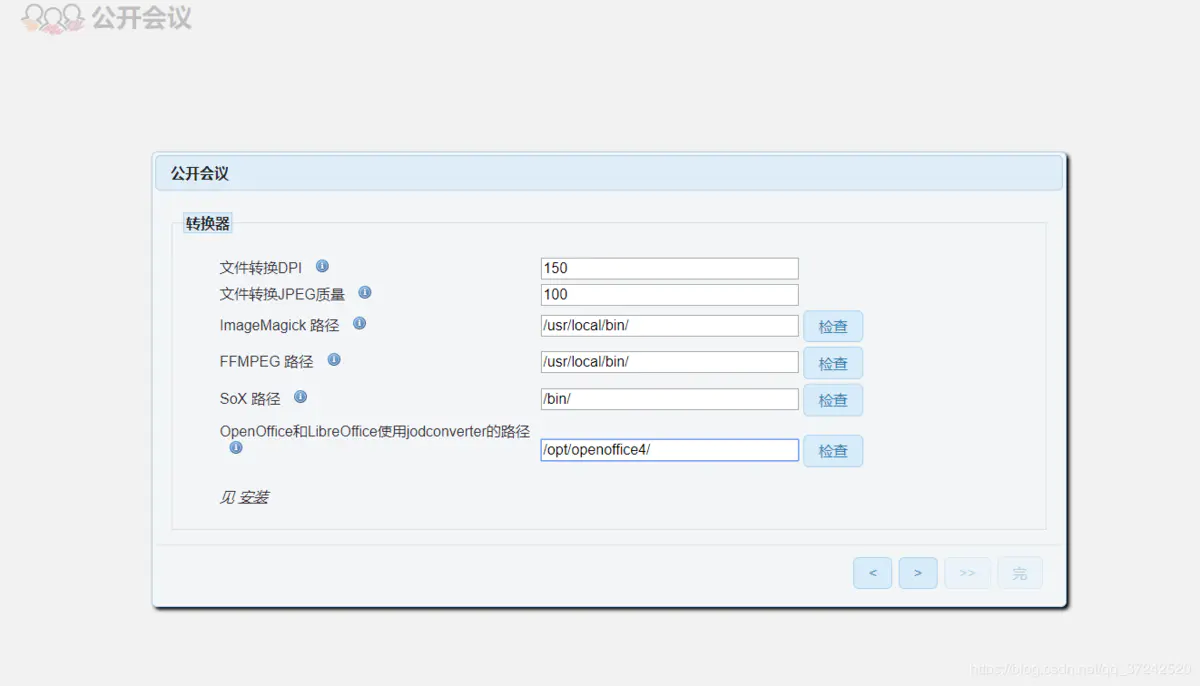 公开会议
公开会议
转换器
文件转换DPI
150
文件转换JPEG质量
100
ImageMagick 路径
/usr/local/bin/
检查
FFMPEG 路径
/usr/local/bin/
检查
SoX 路径
/bin/
检查
OpenOffice和LibreOffice使用jodconverter的路径
/opt/openoffice4/
检查
见 安装
< > >> 完
https://blog.csdn.net/qq_37242520